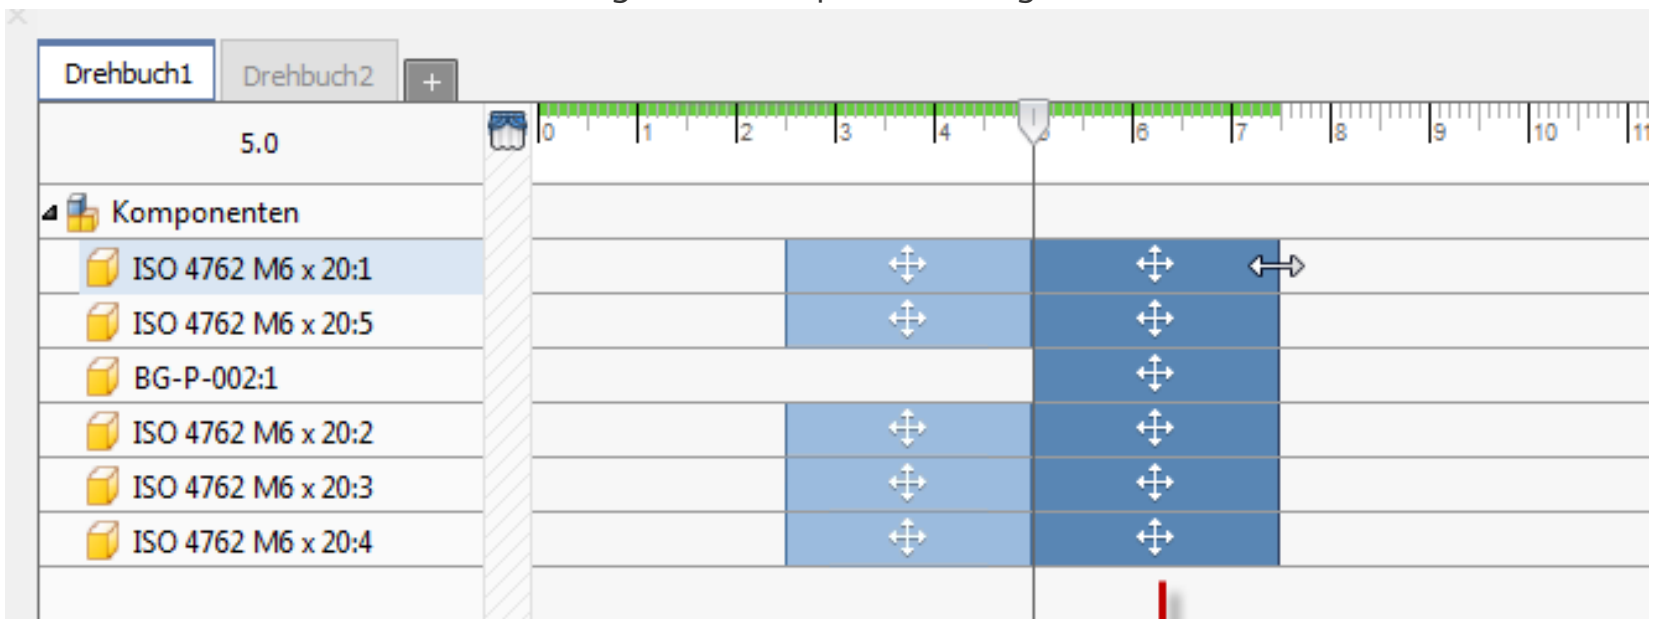 Drehbuch1 Drehbuch2 +
5.0 0 1 2 3 4 6 7 8 9 10 11
Komponenten
ISO 4762 M6 x 20:1
ISO 4762 M6 x 20:5
BG-P-002:1
ISO 4762 M6 x 20:2
ISO 4762 M6 x 20:3
ISO 4762 M6 x 20:4